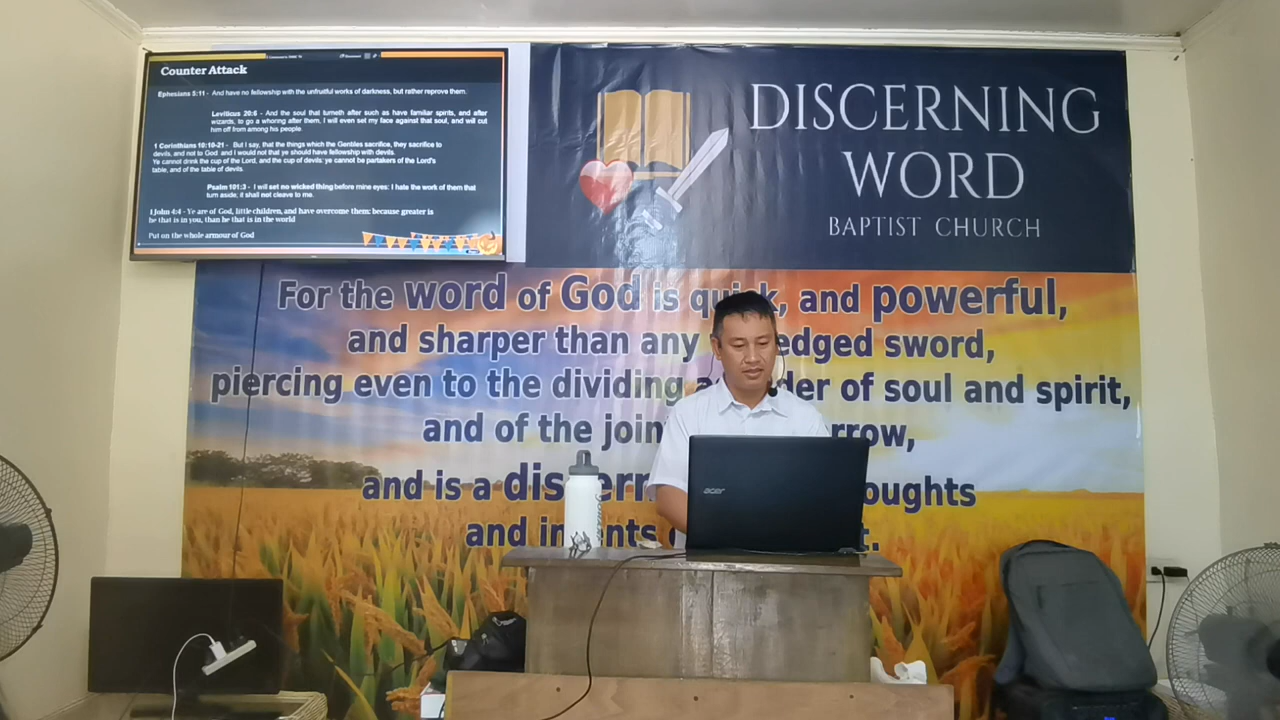 Counter Attack
Ephesians 5:11 - And have no fellowship with the unfruitful works of darkness, but rather reprove them.
Leviticus 20:6 - And the soul that turneth after such as have familiar spirits, and after
wizards, to go a whoring after them, I will even set my face against that soul, and will cut
him off from among his people.
1 Corinthians 10:10-21 - But I say, that the things which the Gentiles sacrifice, they sacrifice to
devils, and not to God: and I would not that ye should have fellowship with devils.
Ye cannot drink the cup of the Lord, and the cup of devils: ye cannot be partakers of the Lord's
table, and of the table of devils.
Psalm 101:3 - I will set no wicked thing before mine eyes: I hate the work of them that
turn aside; it shall not cleave to me.
1 John 4:4 - Ye are of God, little children, and have overcome them: because greater is
he that is in you, than he that is in the world
Put on the whole armour of God
DISCERNING
WORD
BAPTIST CHURCH
For the word of God is quick, and powerful,
and sharper than any edged sword,
piercing even to the dividing a der of soul and spirit,
and of the join rrow,
and is a discern oughts
and intents t.
acer